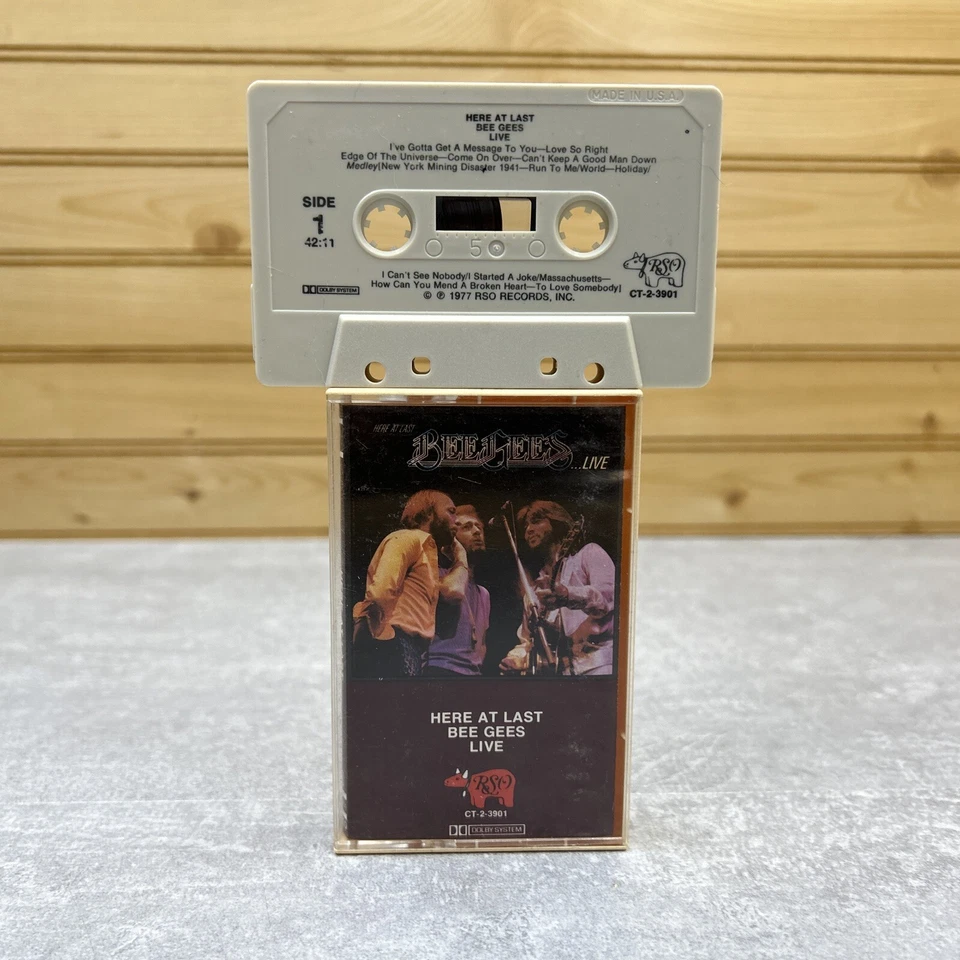 MADE IN U.S.A.
HERE AT LAST
BEE GEES
LIVE
I've Gotta Get A Message To You—Love So Right
Edge Of The Universe—Come On Over—Can't Keep A Good Man Down
Medley[New York Mining Disaster 1941—Run To Me/World—Holiday/
SIDE
1
42:11
5
I Can't See Nobody/I Started A Joke/Massachusetts—
How Can You Mend A Broken Heart—To Love Somebody]
© ℗ 1977 RSO RECORDS, INC.
DOLBY SYSTEM
RSO
CT-2-3901
HERE AT LAST
BEE GEES
...LIVE
HERE AT LAST
BEE GEES
LIVE
RSO
CT-2-3901
DOLBY SYSTEM